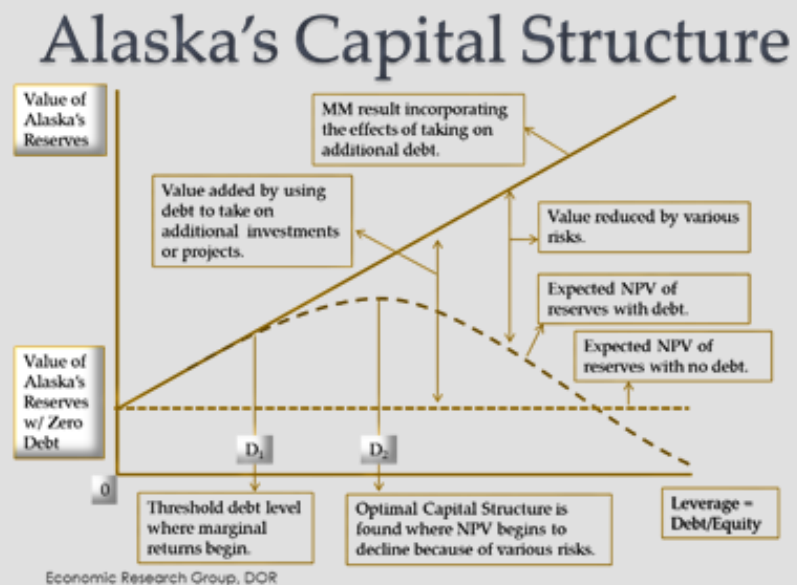 Alaska's Capital Structure
Value of
Alaska's
Reserves
MM result incorporating
the effects of taking on
additional debt.
Value added by using
debt to take on
additional investments
or projects.
Value reduced by various
risks.
Expected NPV of
reserves with debt.
Expected NPV of
reserves with no debt.
Value of
Alaska's
Reserves
w/ Zero
Debt
D₁
D₂
0
Threshold debt level
where marginal
returns begin.
Optimal Capital Structure is
found where NPV begins to
decline because of various risks.
Leverage =
Debt/Equity
Economic Research Group, DOR